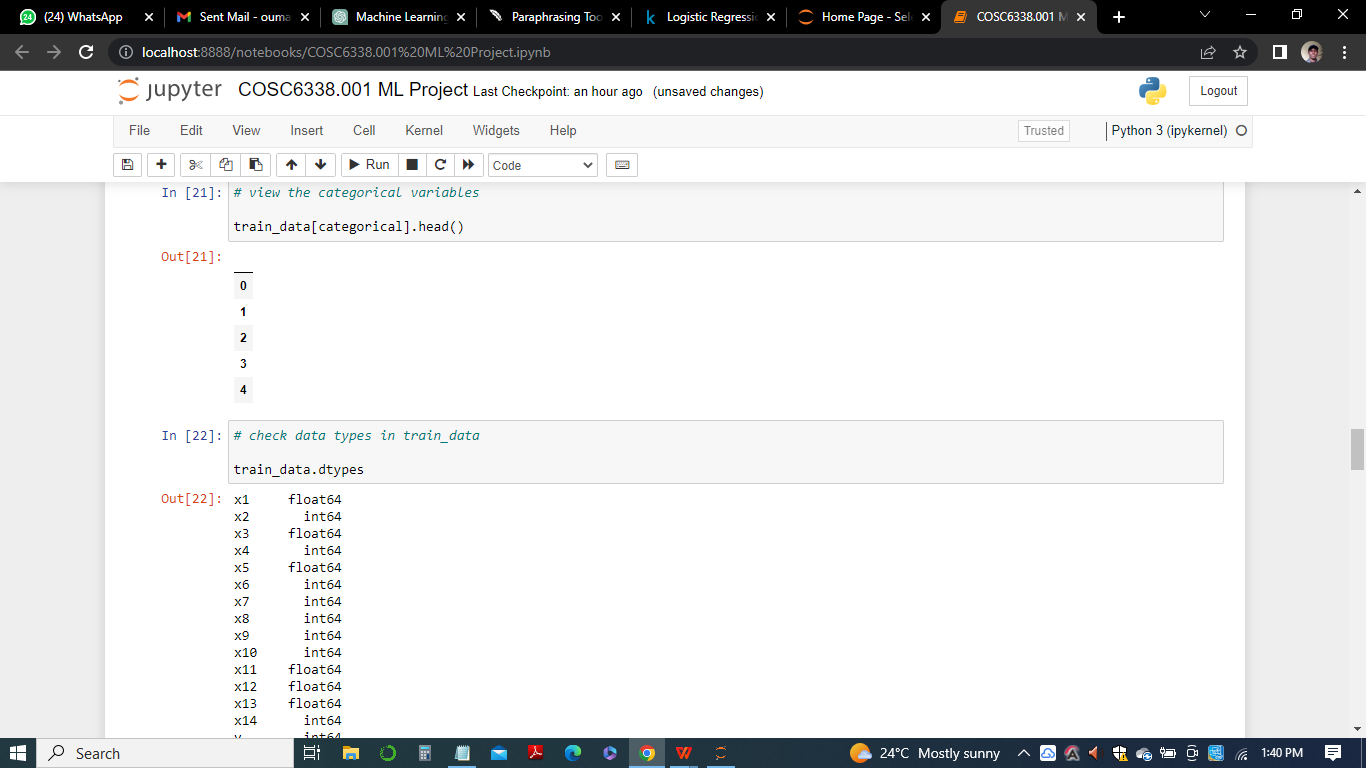 (24) WhatsApp
Sent Mail - ouma
Machine Learning
Paraphrasing Too
Logistic Regressi
Home Page - Sele
COSC6338.001 M
localhost:8888/notebooks/COSC6338.001%20ML%20Project.ipynb
jupyter COSC6338.001 ML Project Last Checkpoint: an hour ago (unsaved changes)
Logout
File Edit View Insert Cell Kernel Widgets Help
Trusted
Python 3 (ipykernel)
Run
Code
In [21]: # view the categorical variables
train_data[categorical].head()
Out[21]:
0
1
2
3
4
In [22]: # check data types in train_data
train_data.dtypes
Out[22]: x1 float64
x2 int64
x3 float64
x4 int64
x5 float64
x6 int64
x7 int64
x8 int64
x9 int64
x10 int64
x11 float64
x12 float64
x13 float64
x14 int64
y int64
Search
24°C Mostly sunny
1:40 PM